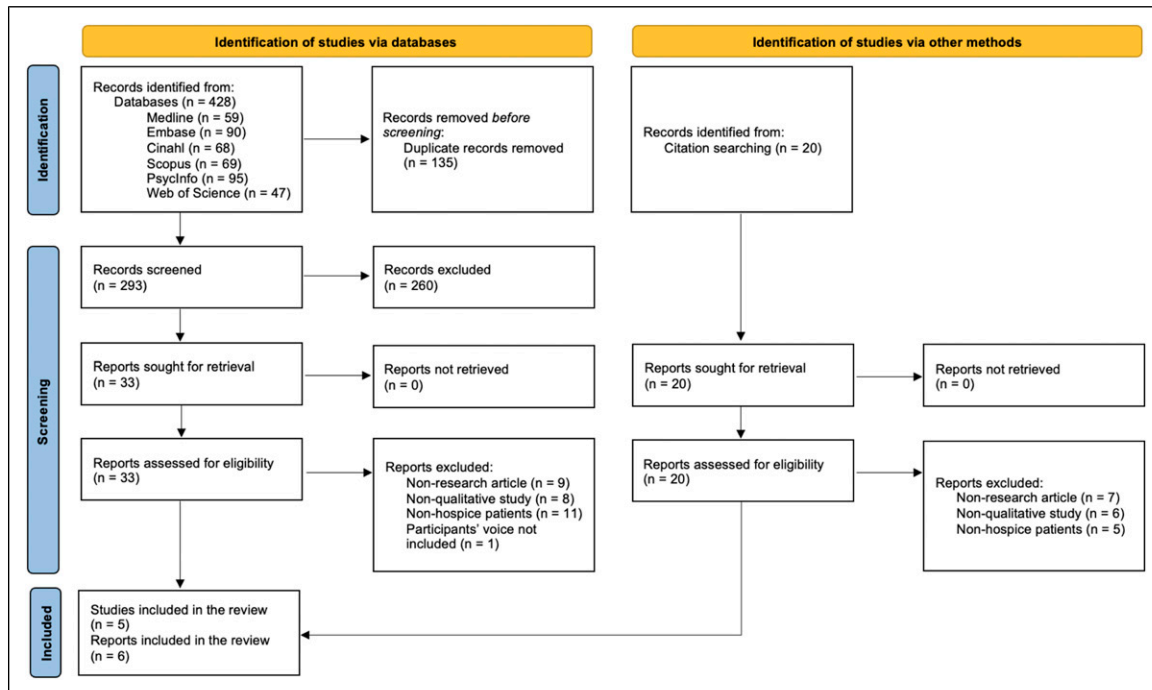 Identification of studies via databases
Identification of studies via other methods
Identification
Records identified from:
Databases (n = 428)
Medline (n = 59)
Embase (n = 90)
Cinahl (n = 68)
Scopus (n = 69)
PsycInfo (n = 95)
Web of Science (n = 47)
Records removed before
screening:
Duplicate records removed
(n = 135)
Records identified from:
Citation searching (n = 20)
Screening
Records screened
(n = 293)
Records excluded
(n = 260)
Reports sought for retrieval
(n = 33)
Reports not retrieved
(n = 0)
Reports sought for retrieval
(n = 20)
Reports not retrieved
(n = 0)
Reports assessed for eligibility
(n = 33)
Reports excluded:
Non-research article (n = 9)
Non-qualitative study (n = 8)
Non-hospice patients (n = 11)
Participants' voice not
included (n = 1)
Reports assessed for eligibility
(n = 20)
Reports excluded:
Non-research article (n = 7)
Non-qualitative study (n = 6)
Non-hospice patients (n = 5)
Included
Studies included in the review
(n = 5)
Reports included in the review
(n = 6)